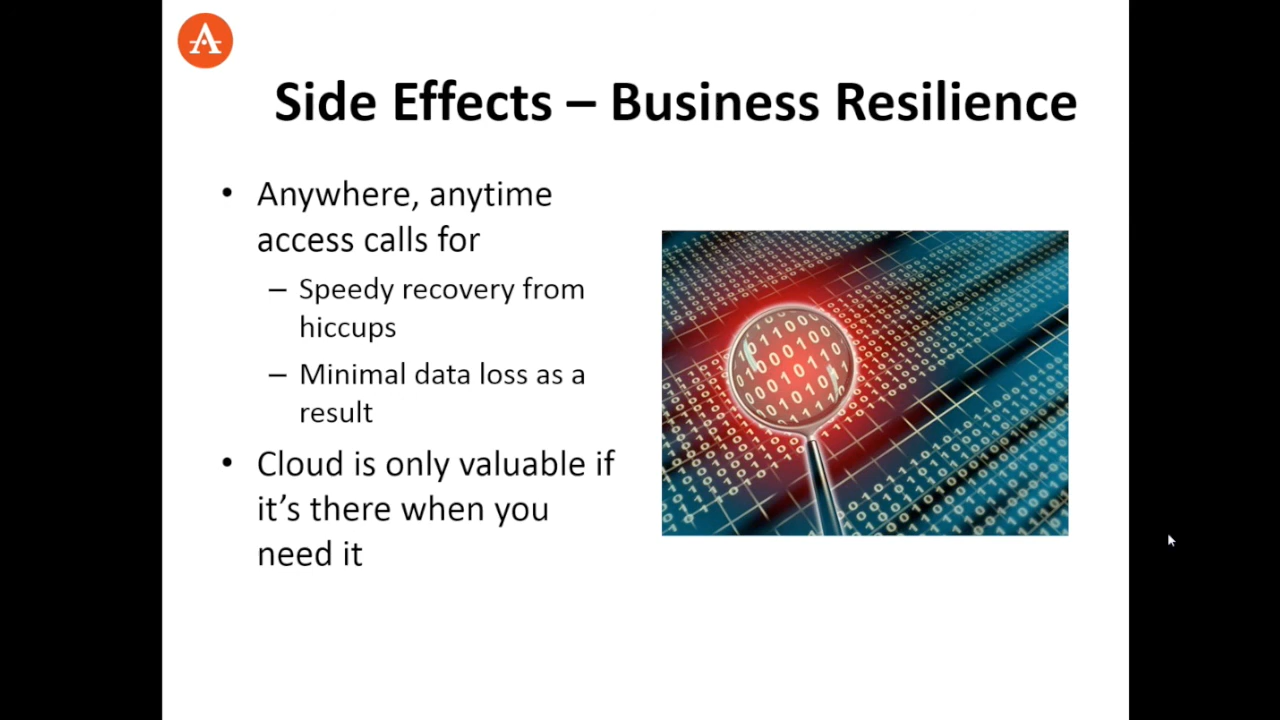 A
Side Effects – Business Resilience
• Anywhere, anytime
access calls for
– Speedy recovery from
hiccups
– Minimal data loss as a
result
• Cloud is only valuable if
it’s there when you
need it